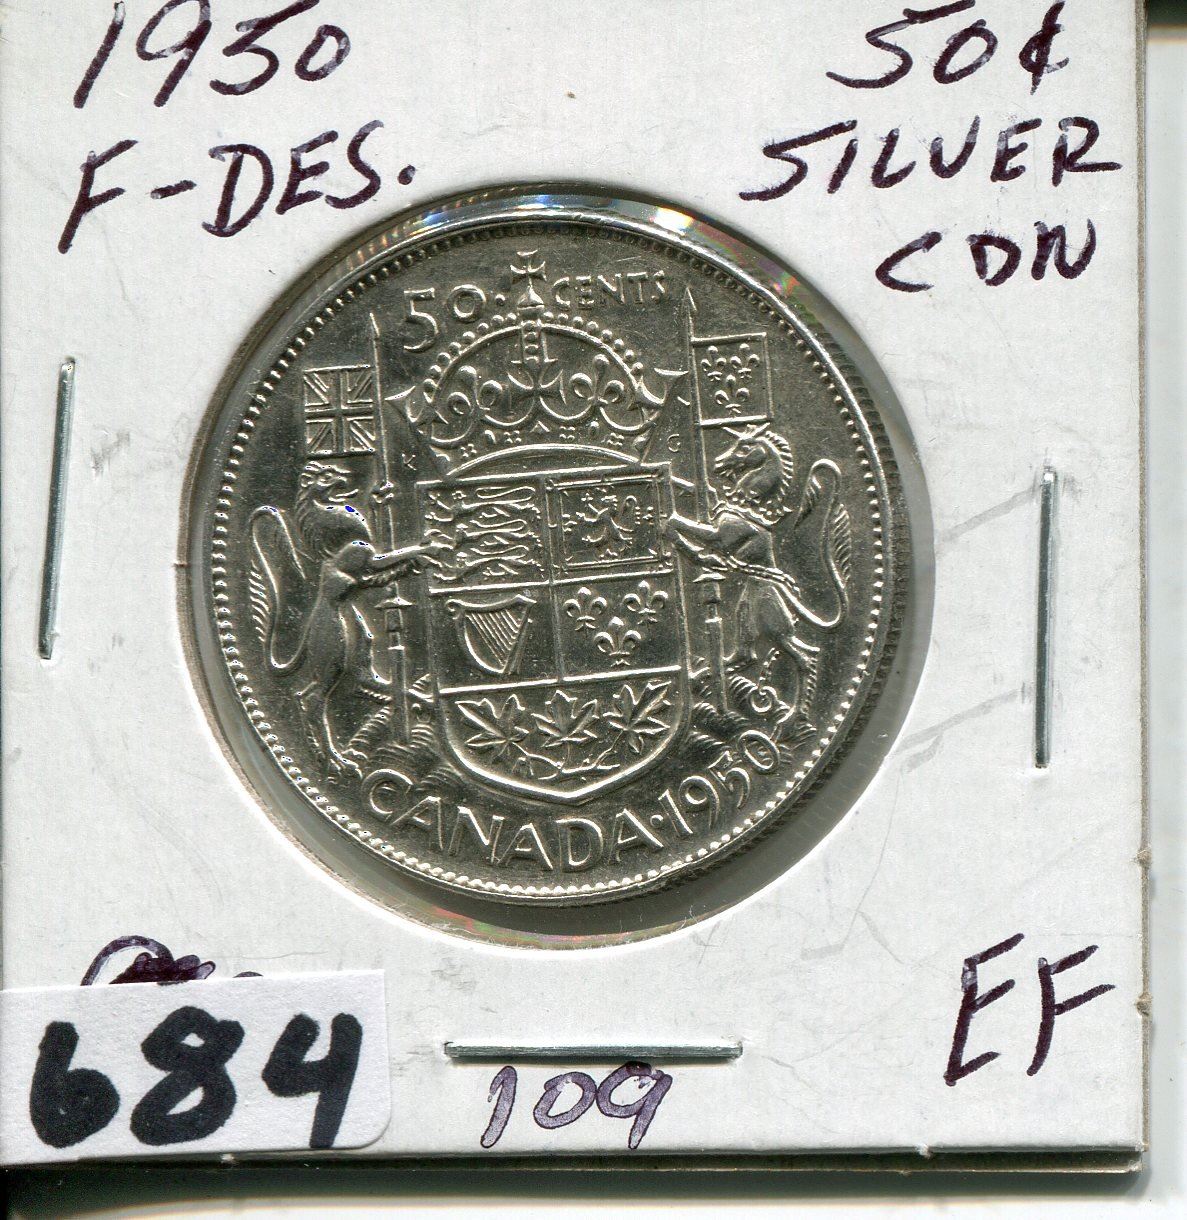 1950
50¢
F-DES.
SILVER
CDN
50·CENTS
K G
CANADA·1950
EF
684
109